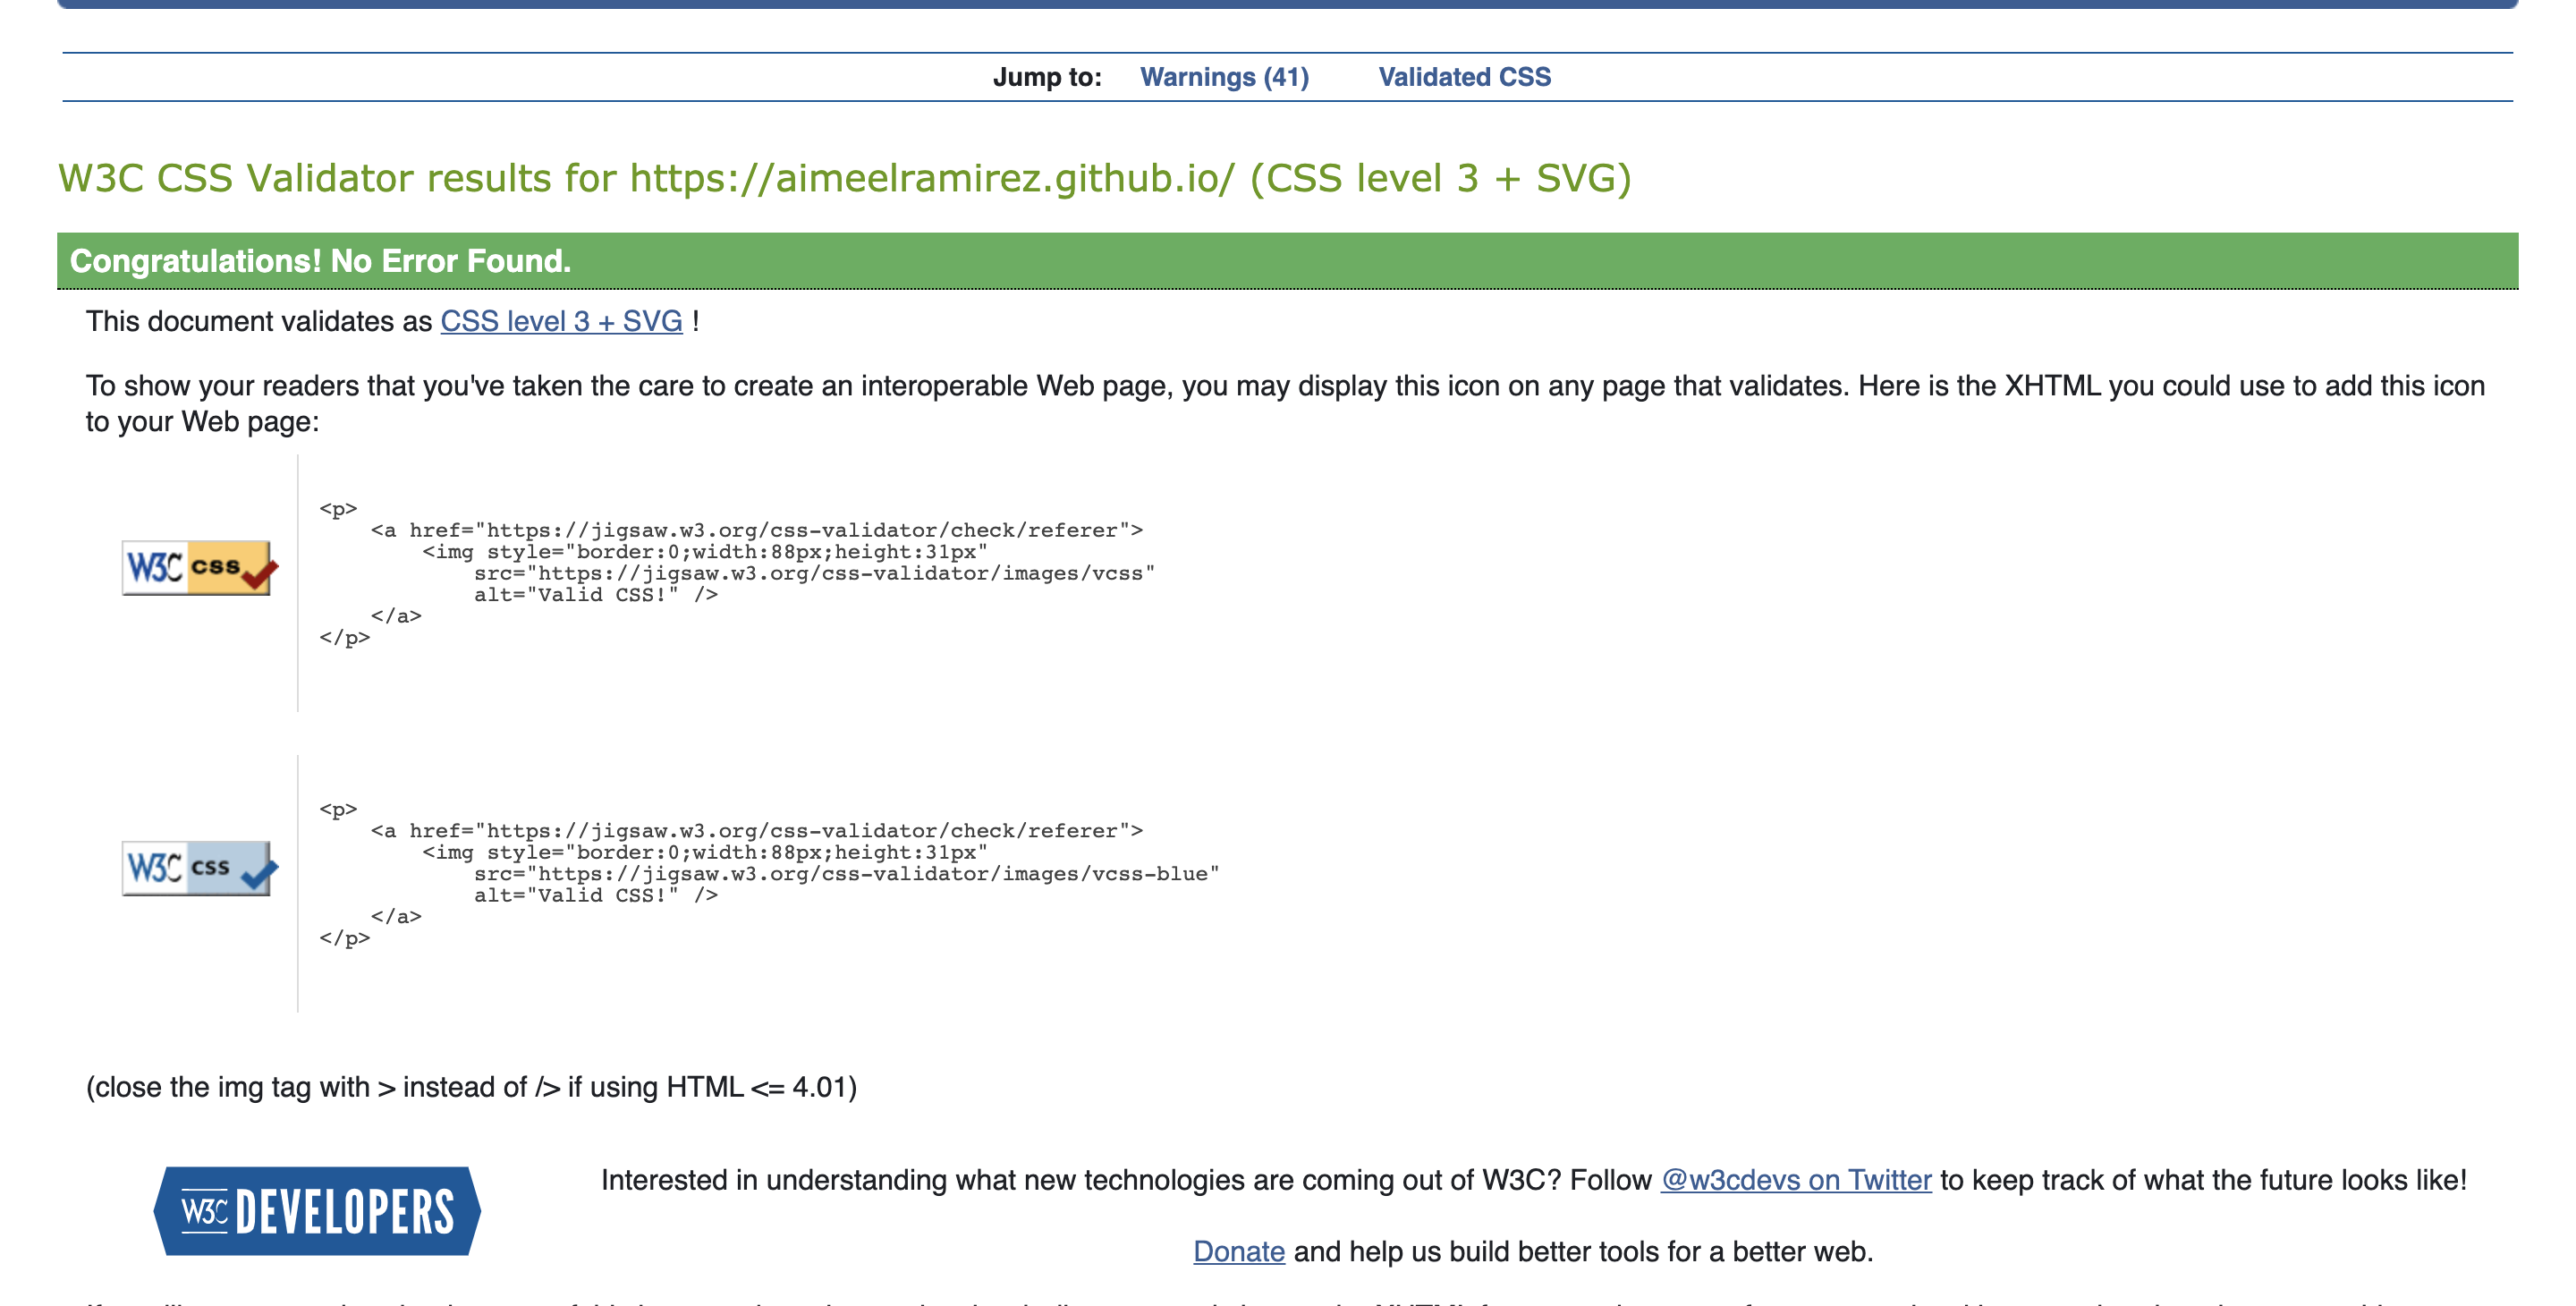 Jump to: Warnings (41) Validated CSS
W3C CSS Validator results for https://aimeelramirez.github.io/ (CSS level 3 + SVG)
Congratulations! No Error Found.
This document validates as CSS level 3 + SVG !
To show your readers that you've taken the care to create an interoperable Web page, you may display this icon on any page that validates. Here is the XHTML you could use to add this icon
to your Web page:
W3C css
<p>
<a href="https://jigsaw.w3.org/css-validator/check/referer">
<img style="border:0;width:88px;height:31px"
src="https://jigsaw.w3.org/css-validator/images/vcss"
alt="Valid CSS!" />
</a>
</p>
W3C css
<p>
<a href="https://jigsaw.w3.org/css-validator/check/referer">
<img style="border:0;width:88px;height:31px"
src="https://jigsaw.w3.org/css-validator/images/vcss-blue"
alt="Valid CSS!" />
</a>
</p>
(close the img tag with > instead of /> if using HTML <= 4.01)
W3C DEVELOPERS
Interested in understanding what new technologies are coming out of W3C? Follow @w3cdevs on Twitter to keep track of what the future looks like!
Donate and help us build better tools for a better web.